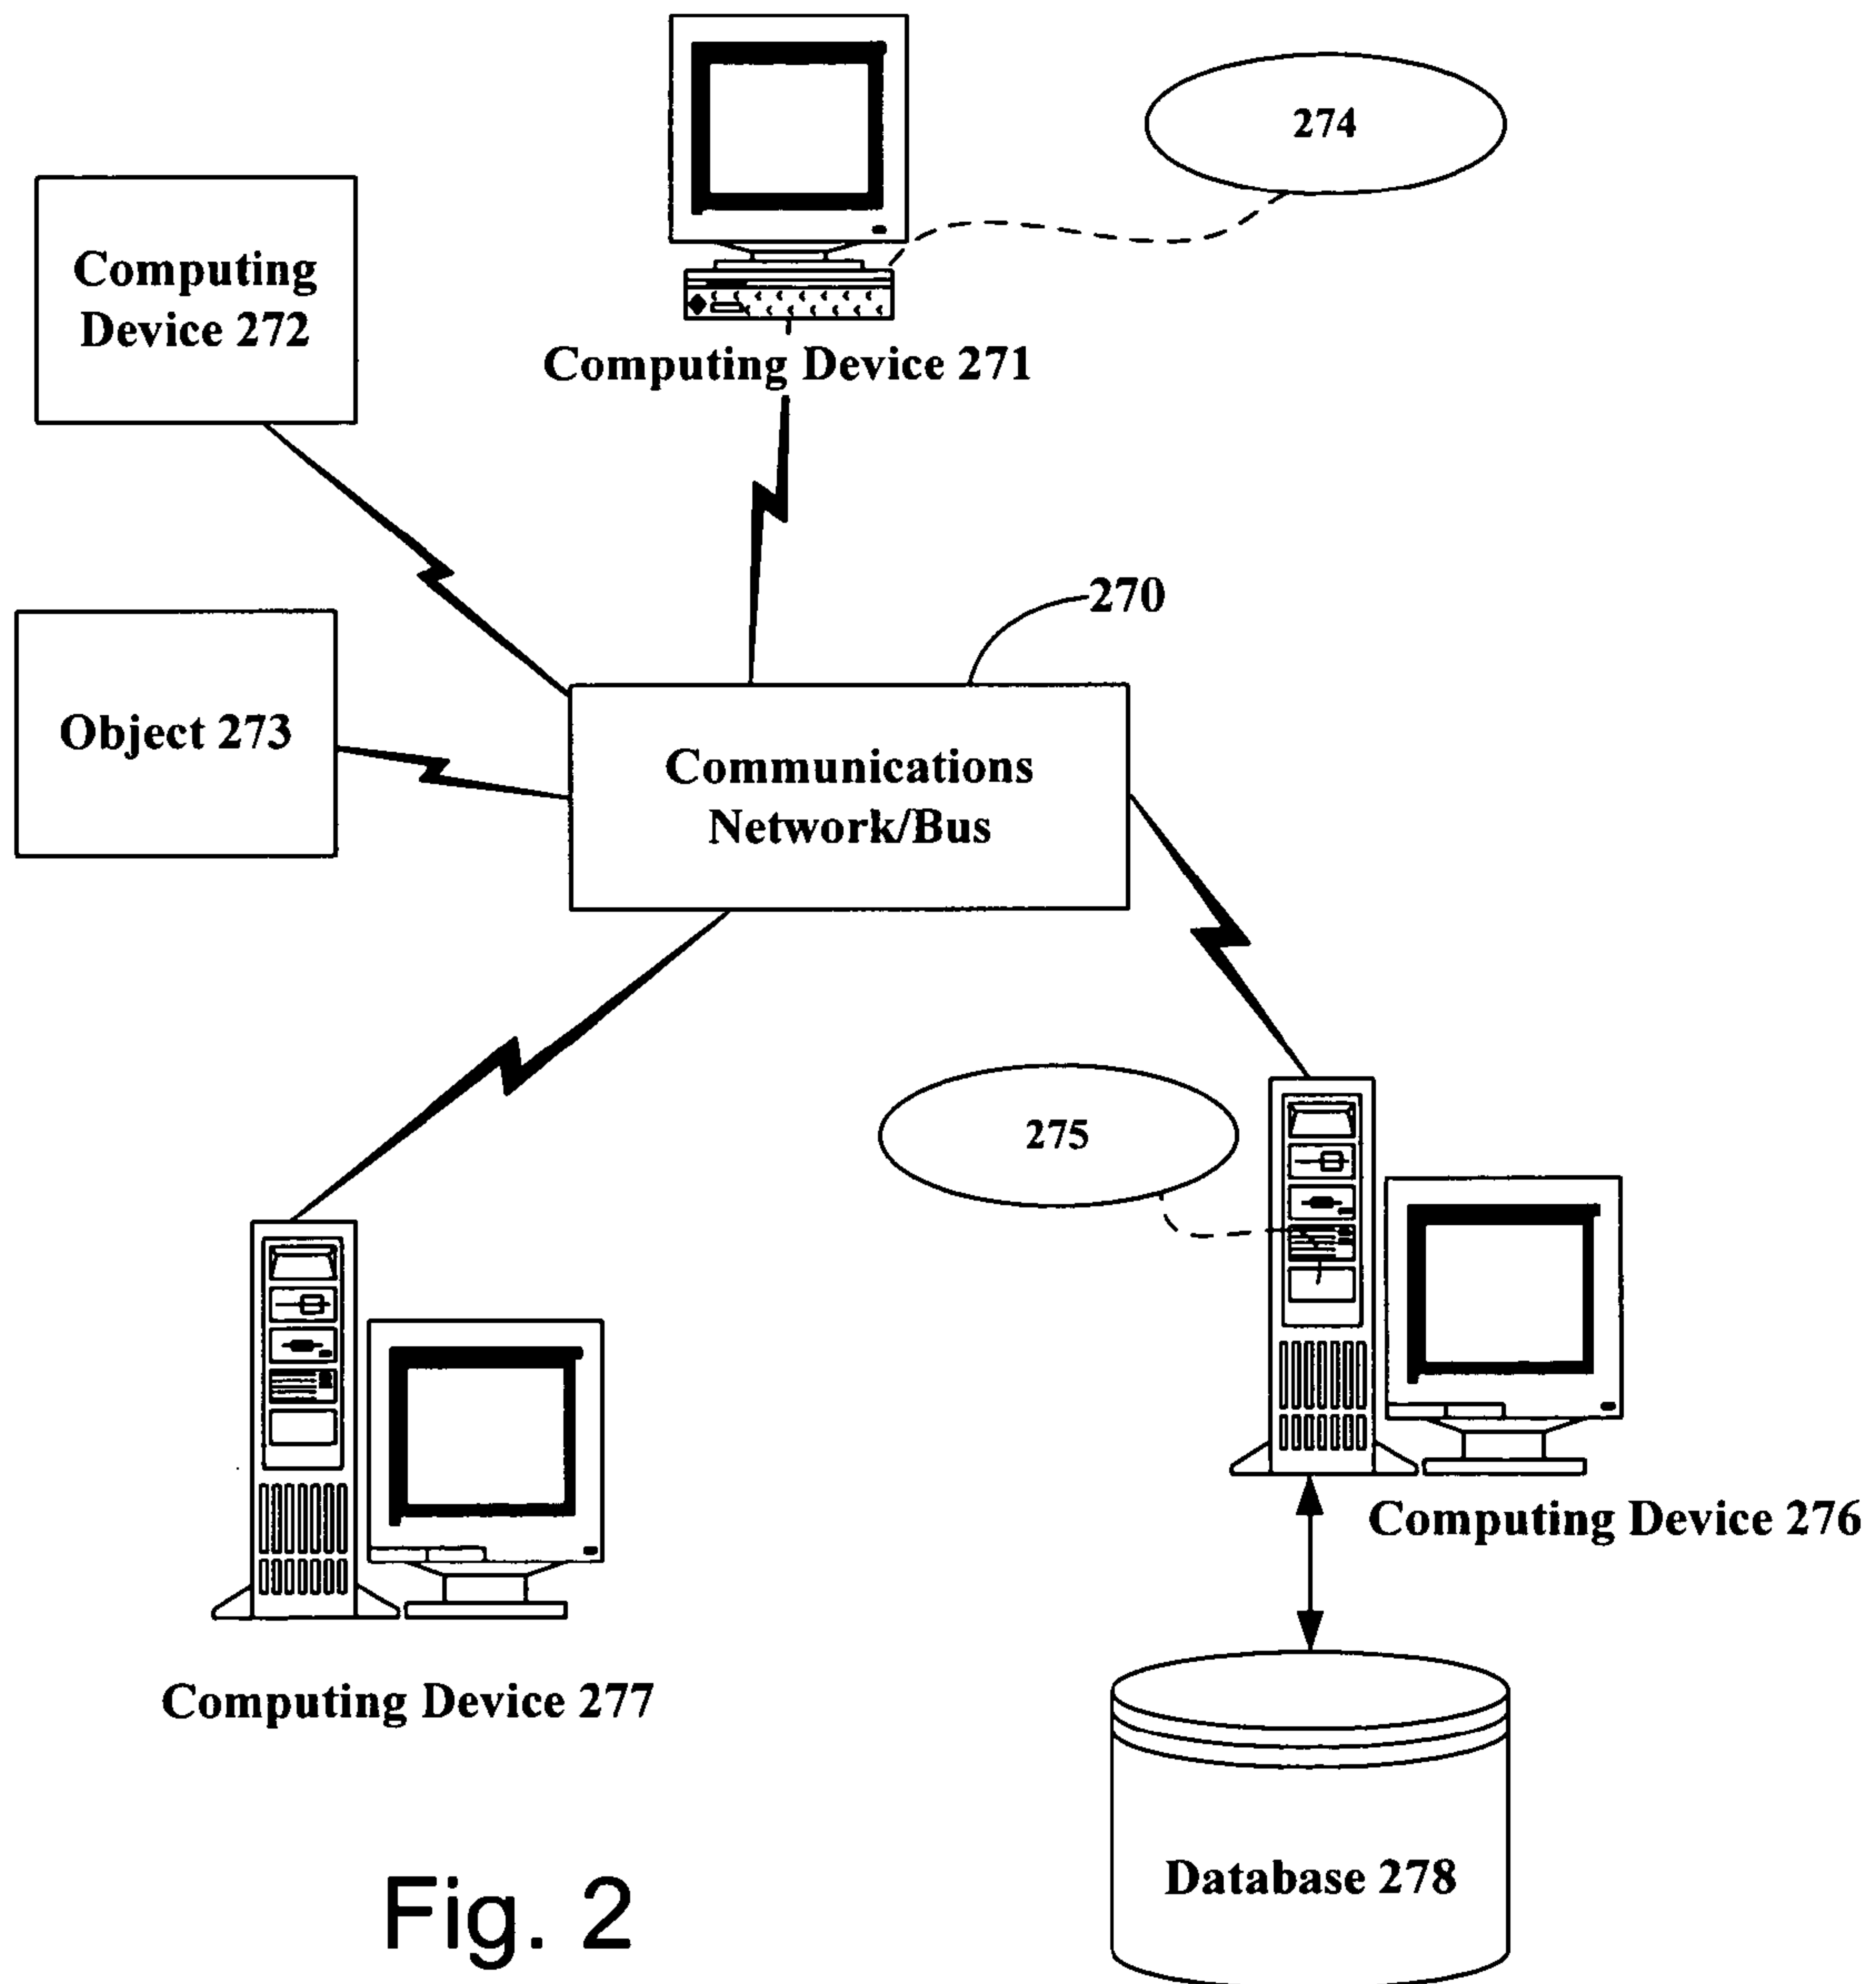 274
Computing
Device 272
Computing Device 271
270
Object 273
Communications
Network/Bus
275
Computing Device 276
Computing Device 277
Database 278
Fig. 2